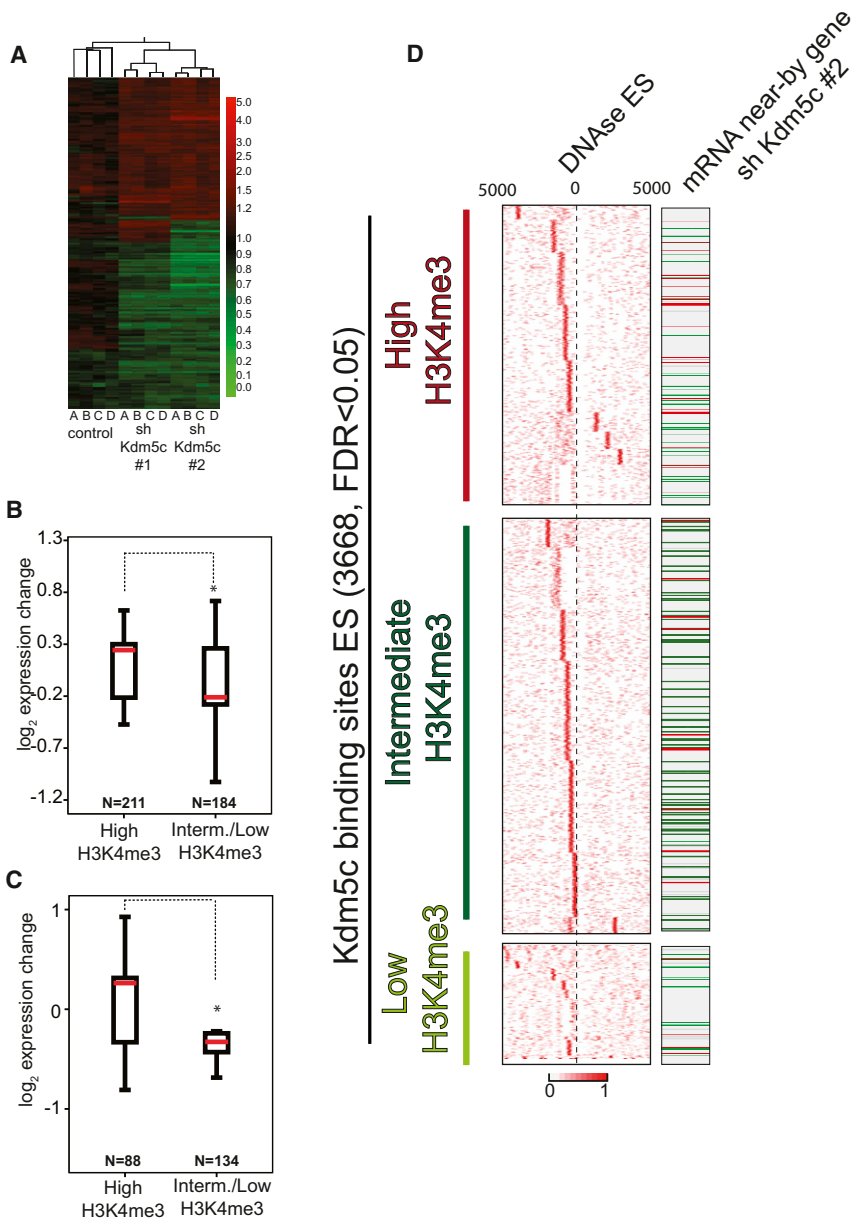 A
5.0
4.0
3.0
2.0
1.5
1.2
1.0
0.9
0.8
0.7
0.6
0.5
0.4
0.3
0.2
0.1
0.0
A B C D A B C D A B C D
control
sh
Kdm5c
#1
sh
Kdm5c
#2
B
log2 expression change
1.3
0.8
0.3
-0.2
-0.7
-1.2
*
N=211
N=184
High
H3K4me3
Interm./Low
H3K4me3
C
log2 expression change
1
0
-1
*
N=88
N=134
High
H3K4me3
Interm./Low
H3K4me3
D
DNAse ES
mRNA near-by gene
sh Kdm5c #2
5000 0 5000
Kdm5c binding sites ES (3668, FDR<0.05)
High
H3K4me3
Intermediate
H3K4me3
Low
H3K4me3
0 1